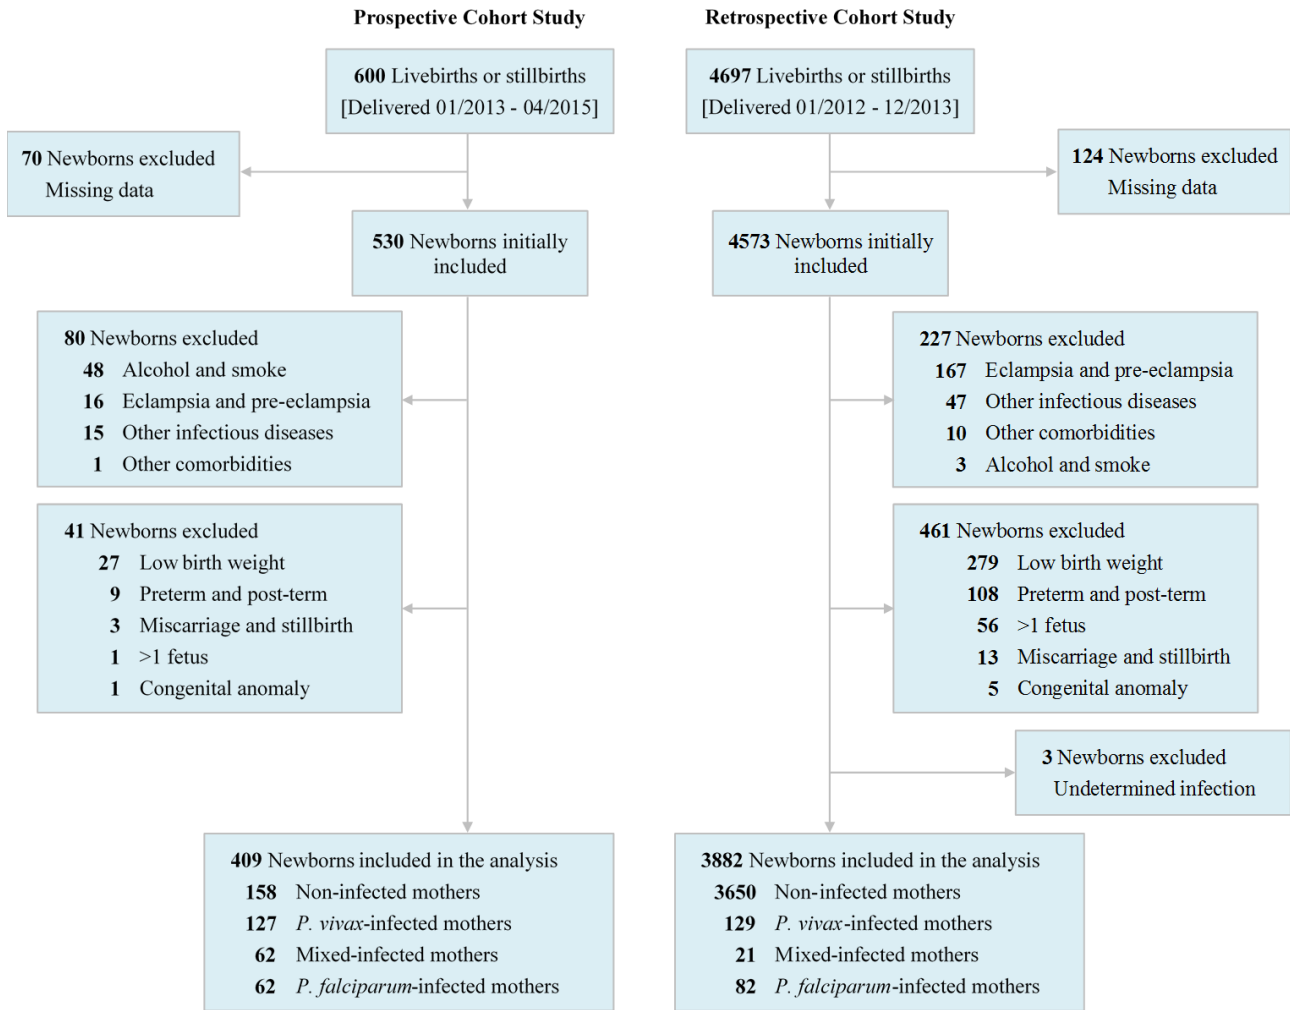 Prospective Cohort Study
600 Livebirths or stillbirths
[Delivered 01/2013 - 04/2015]
70 Newborns excluded
Missing data
530 Newborns initially
included
80 Newborns excluded
48 Alcohol and smoke
16 Eclampsia and pre-eclampsia
15 Other infectious diseases
1 Other comorbidities
41 Newborns excluded
27 Low birth weight
9 Preterm and post-term
3 Miscarriage and stillbirth
1 >1 fetus
1 Congenital anomaly
409 Newborns included in the analysis
158 Non-infected mothers
127 P. vivax-infected mothers
62 Mixed-infected mothers
62 P. falciparum-infected mothers
Retrospective Cohort Study
4697 Livebirths or stillbirths
[Delivered 01/2012 - 12/2013]
124 Newborns excluded
Missing data
4573 Newborns initially
included
227 Newborns excluded
167 Eclampsia and pre-eclampsia
47 Other infectious diseases
10 Other comorbidities
3 Alcohol and smoke
461 Newborns excluded
279 Low birth weight
108 Preterm and post-term
56 >1 fetus
13 Miscarriage and stillbirth
5 Congenital anomaly
3 Newborns excluded
Undetermined infection
3882 Newborns included in the analysis
3650 Non-infected mothers
129 P. vivax-infected mothers
21 Mixed-infected mothers
82 P. falciparum-infected mothers